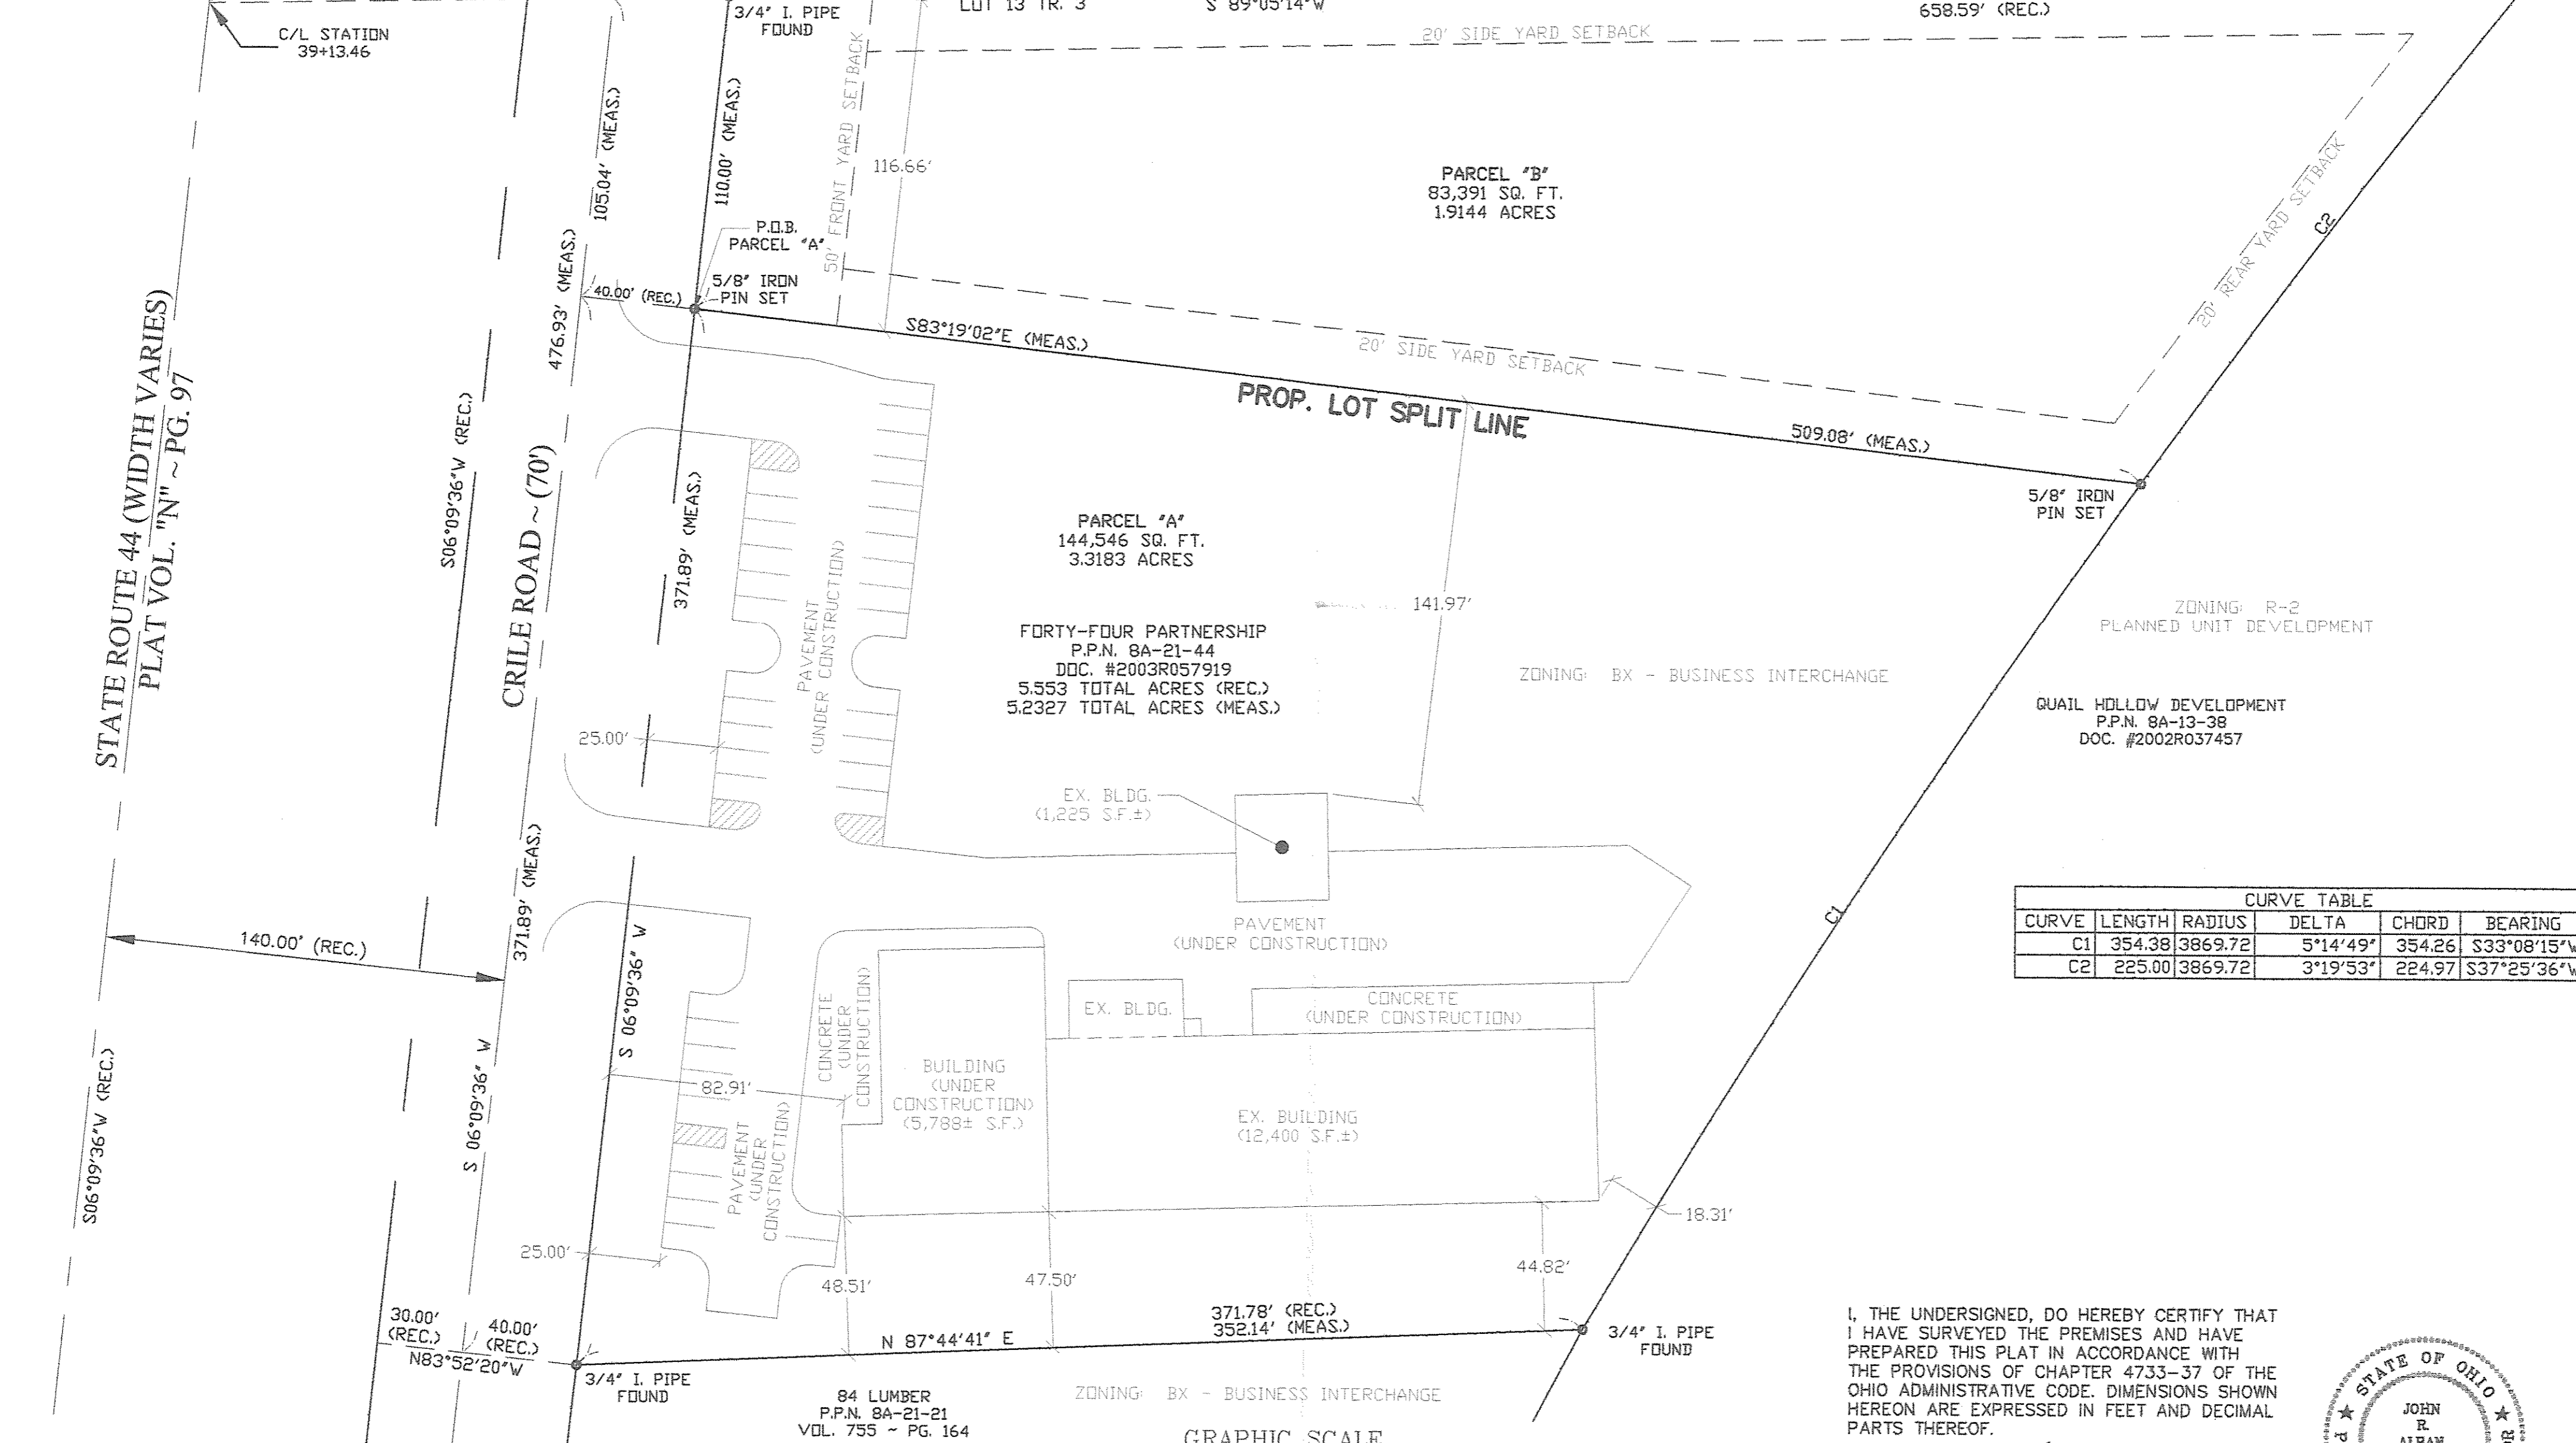 C/L STATION
39+13.46
3/4" I. PIPE
FOUND
LOT 13 TR. 3
S 89°05'14"W
658.59' (REC.)
20' SIDE YARD SETBACK
105.04' (MEAS.)
110.00' (MEAS.)
50' FRONT YARD SETBACK
116.66'
PARCEL "B"
83,391 SQ. FT.
1.9144 ACRES
20' REAR YARD SETBACK
C2
P.O.B.
PARCEL "A"
476.93' (MEAS.)
40.00' (REC.)
5/8" IRON
PIN SET
S83°19'02"E (MEAS.)
20' SIDE YARD SETBACK
PROP. LOT SPLIT LINE
509.08' (MEAS.)
5/8" IRON
PIN SET
STATE ROUTE 44 (WIDTH VARIES)
PLAT VOL. "N" ~ PG. 97
S06°09'36"W (REC.)
CRILE ROAD ~ (70')
371.89' (MEAS.)
PAVEMENT
(UNDER CONSTRUCTION)
PARCEL "A"
144,546 SQ. FT.
3.3183 ACRES
141.97'
FORTY-FOUR PARTNERSHIP
P.P.N. 8A-21-44
DOC. #2003R057919
5.553 TOTAL ACRES (REC.)
5.2327 TOTAL ACRES (MEAS.)
ZONING: BX - BUSINESS INTERCHANGE
ZONING: R-2
PLANNED UNIT DEVELOPMENT
QUAIL HOLLOW DEVELOPMENT
P.P.N. 8A-13-38
DOC. #2002R037457
25.00'
EX. BLDG.
(1,225 S.F.±)
C1
CURVE TABLE
CURVE LENGTH RADIUS DELTA CHORD BEARING
C1 354.38 3869.72 5°14'49" 354.26 S33°08'15"W
C2 225.00 3869.72 3°19'53" 224.97 S37°25'36"W
371.89' (MEAS.)
140.00' (REC.)
S 06°09'36" W
PAVEMENT
(UNDER CONSTRUCTION)
CONCRETE
(UNDER
CONSTRUCTION)
EX. BLDG.
CONCRETE
(UNDER CONSTRUCTION)
S06°09'36"W (REC.)
S 06°09'36" W
82.91'
BUILDING
(UNDER
CONSTRUCTION)
(5,788± S.F.)
EX. BUILDING
(12,400 S.F.±)
PAVEMENT
(UNDER
CONSTRUCTION)
18.31'
25.00'
48.51'
47.50'
44.82'
30.00'
(REC.)
40.00'
(REC.)
N83°52'20"W
371.78' (REC.)
352.14' (MEAS.)
N 87°44'41" E
3/4" I. PIPE
FOUND
3/4" I. PIPE
FOUND
84 LUMBER
P.P.N. 8A-21-21
VOL. 755 ~ PG. 164
ZONING: BX - BUSINESS INTERCHANGE
GRAPHIC SCALE
I, THE UNDERSIGNED, DO HEREBY CERTIFY THAT
I HAVE SURVEYED THE PREMISES AND HAVE
PREPARED THIS PLAT IN ACCORDANCE WITH
THE PROVISIONS OF CHAPTER 4733-37 OF THE
OHIO ADMINISTRATIVE CODE. DIMENSIONS SHOWN
HEREON ARE EXPRESSED IN FEET AND DECIMAL
PARTS THEREOF.
STATE OF OHIO
JOHN
R.
ALBAN